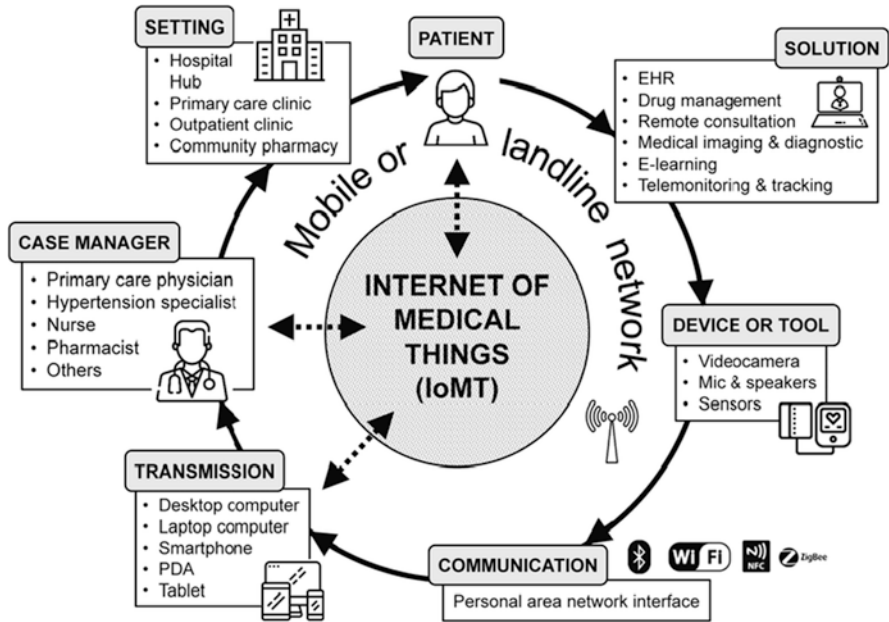 SETTING
• Hospital
Hub
• Primary care clinic
• Outpatient clinic
• Community pharmacy
PATIENT
SOLUTION
• EHR
• Drug management
• Remote consultation
• Medical imaging & diagnostic
• E-learning
• Telemonitoring & tracking
Mobile or landline network
CASE MANAGER
• Primary care physician
• Hypertension specialist
• Nurse
• Pharmacist
• Others
INTERNET OF
MEDICAL
THINGS
(IoMT)
DEVICE OR TOOL
• Videocamera
• Mic & speakers
• Sensors
TRANSMISSION
• Desktop computer
• Laptop computer
• Smartphone
• PDA
• Tablet
COMMUNICATION
Personal area network interface
Wi Fi
N
NFC
ZigBee